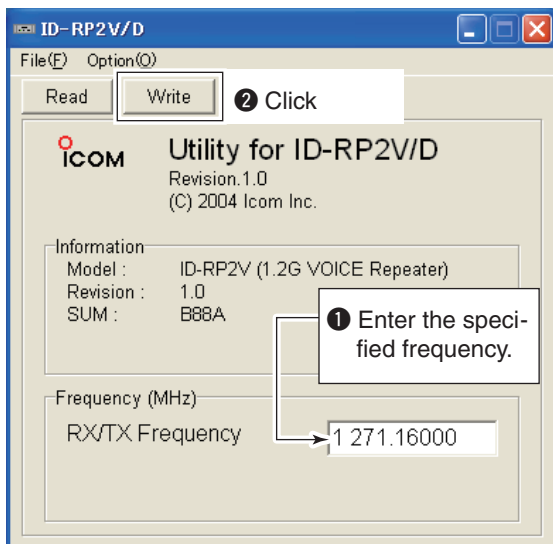 ID-RP2V/D
File(F) Option(O)
Read Write ❷ Click
ICOM Utility for ID-RP2V/D
Revision.1.0
(C) 2004 Icom Inc.
Information
Model : ID-RP2V (1.2G VOICE Repeater)
Revision : 1.0
SUM : B88A
❶ Enter the speci-
fied frequency.
Frequency (MHz)
RX/TX Frequency 1 271.16000